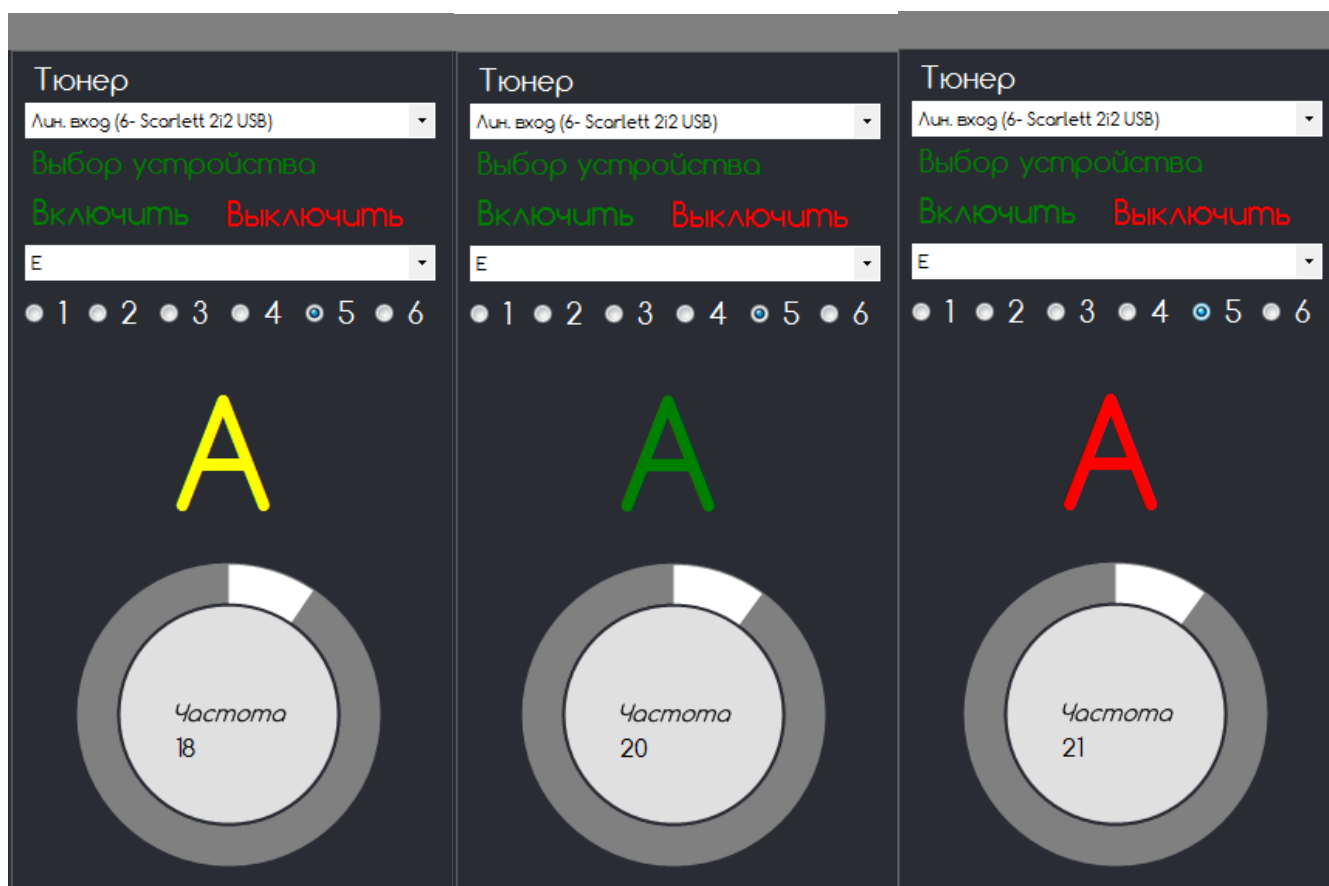 Тюнер
Лин. вход (6- Scarlett 2i2 USB)
Выбор устройства
Включить Выключить
E
1 2 3 4 5 6
A
Частота
18
Тюнер
Лин. вход (6- Scarlett 2i2 USB)
Выбор устройства
Включить Выключить
E
1 2 3 4 5 6
A
Частота
20
Тюнер
Лин. вход (6- Scarlett 2i2 USB)
Выбор устройства
Включить Выключить
E
1 2 3 4 5 6
A
Частота
21